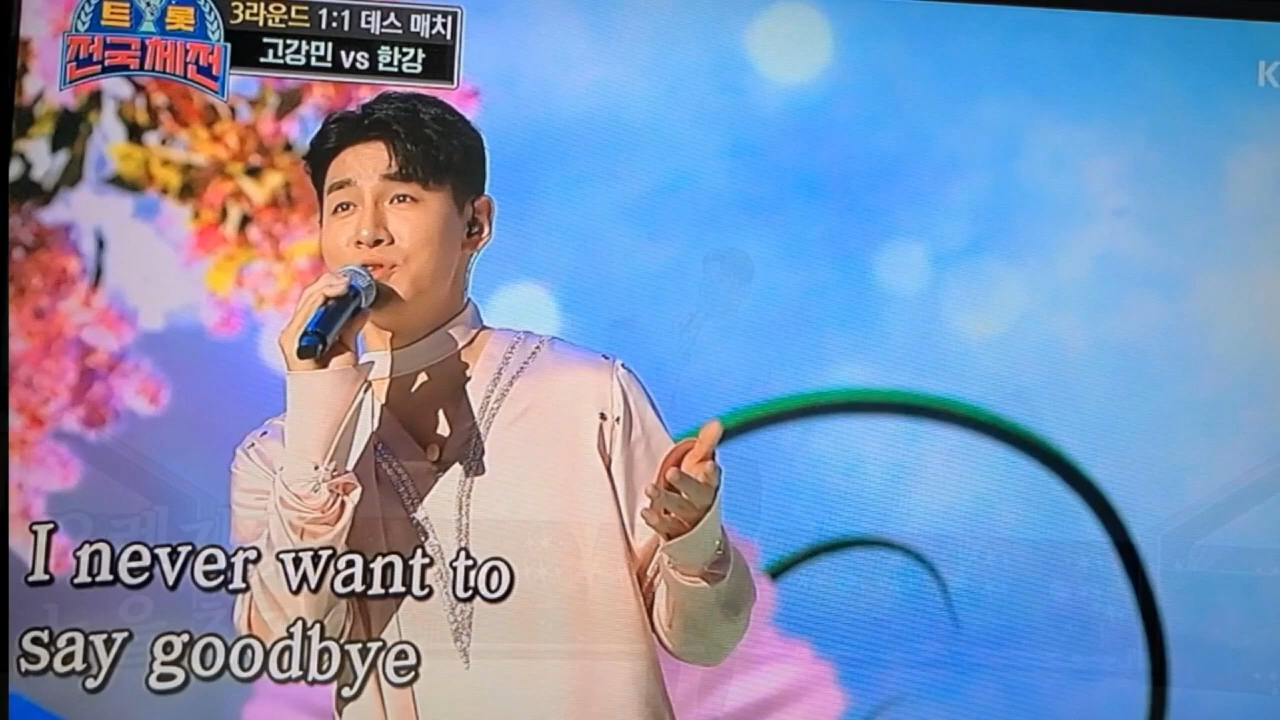 트롯
전국체전
3라운드 1:1 데스 매치
고강민 vs 한강
K
I never want to
say goodbye